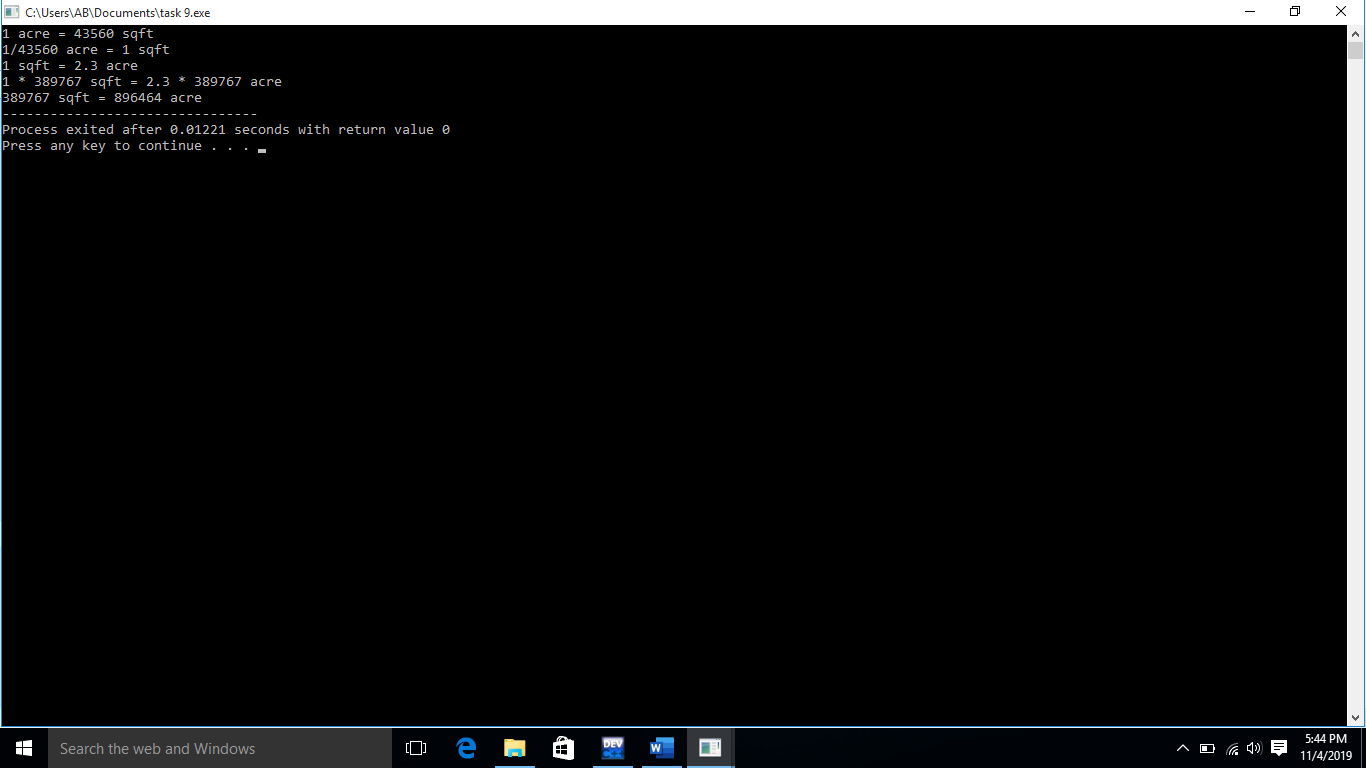 C:\Users\AB\Documents\task 9.exe
1 acre = 43560 sqft
1/43560 acre = 1 sqft
1 sqft = 2.3 acre
1 * 389767 sqft = 2.3 * 389767 acre
389767 sqft = 896464 acre
--------------------------------
Process exited after 0.01221 seconds with return value 0
Press any key to continue . . .
Search the web and Windows
DEV
C++
W
5:44 PM
11/4/2019